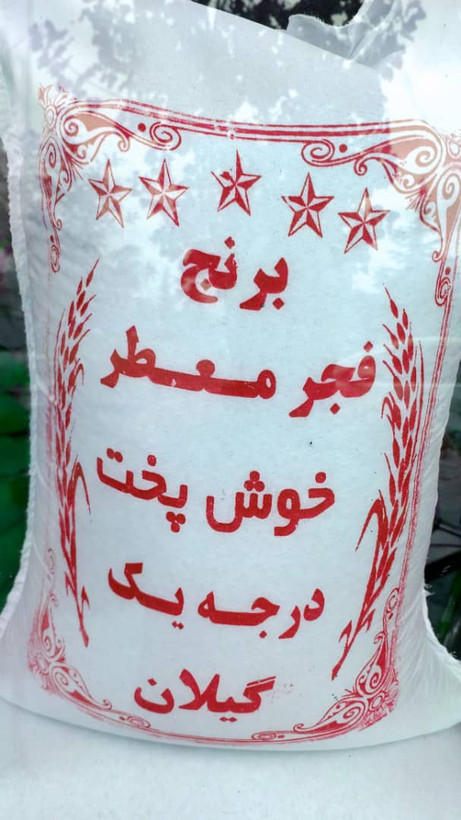 برنج
فجر معطر
خوش پخت
درجه یک
گیلان